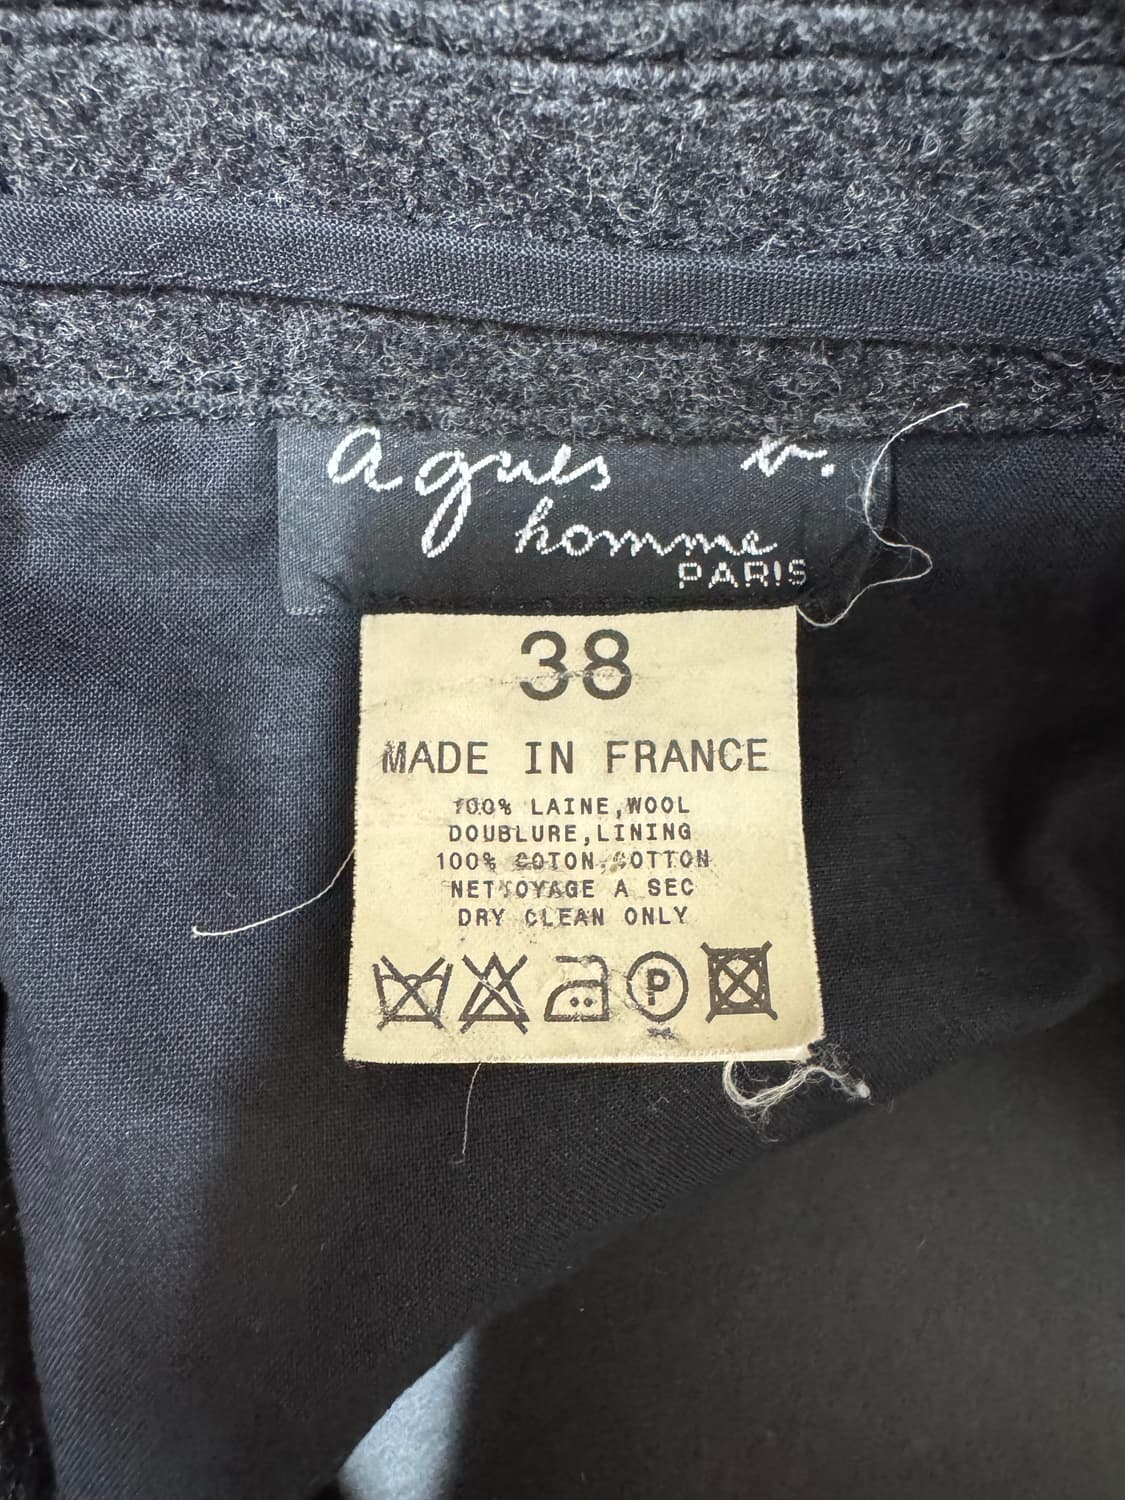 agnès b.
homme
PARIS
38
MADE IN FRANCE
100% LAINE,WOOL
DOUBLURE,LINING
100% COTON,COTTON
NETTOYAGE A SEC
DRY CLEAN ONLY
P